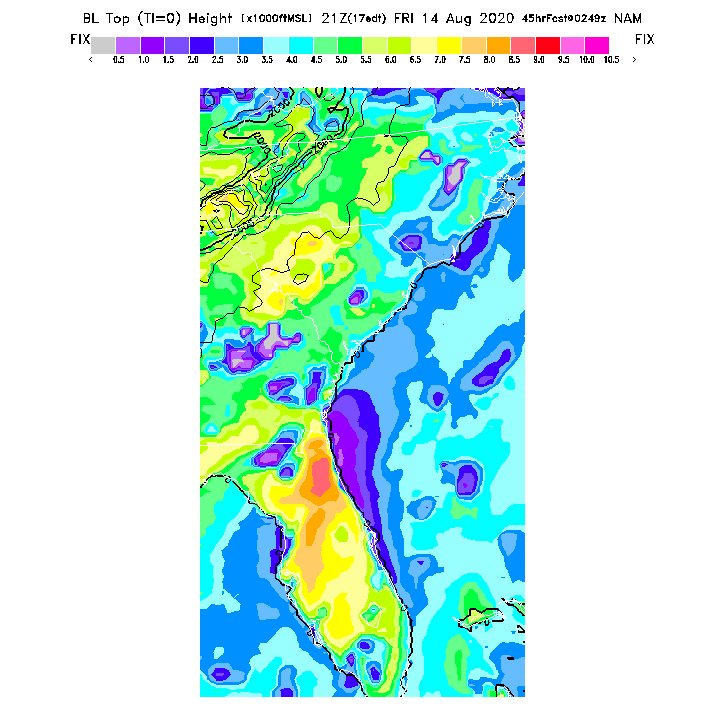 BL Top (TI=0) Height [x1000ftMSL] 21Z(17edt) FRI 14 Aug 2020 45hrFcst@0249z NAM
FIX FIX
< 0.5 1.0 1.5 2.0 2.5 3.0 3.5 4.0 4.5 5.0 5.5 6.0 6.5 7.0 7.5 8.0 8.5 9.0 9.5 10.0 10.5 >
2000
2000